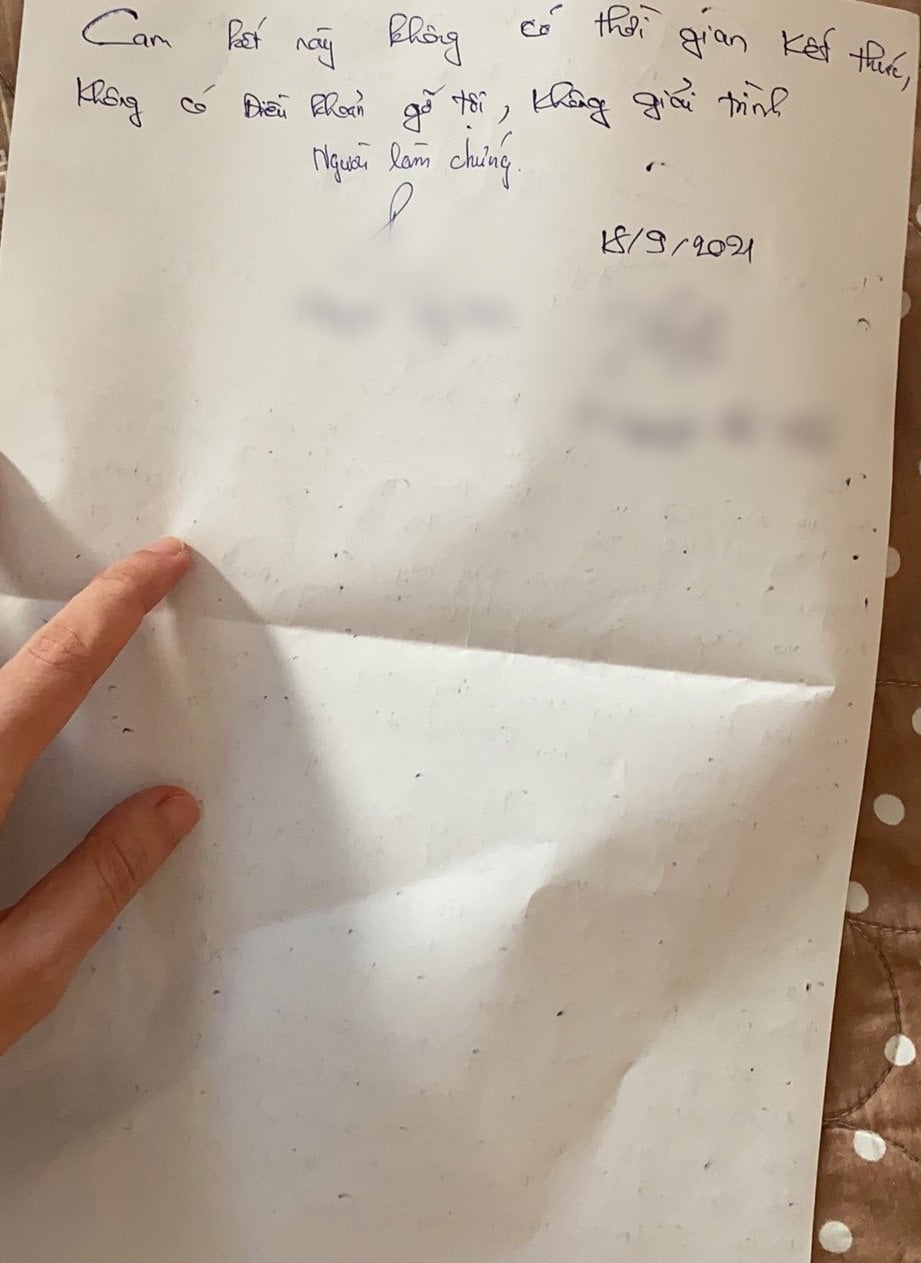 Cam kết này không có thời gian kết thúc,
Không có Điều khoản gỡ tội, không giải trình
Người làm chứng.
18/9/2021